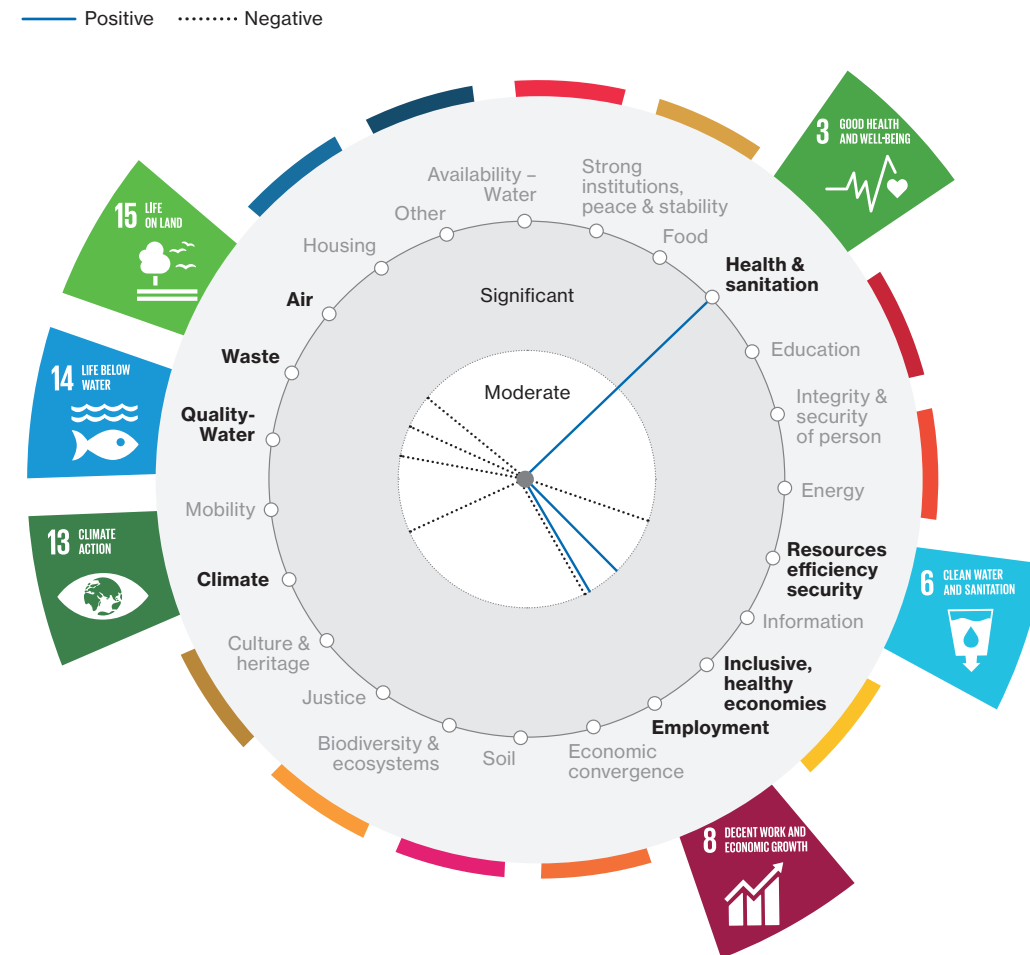 Positive
Negative
3
GOOD HEALTH
AND WELL-BEING
15
LIFE
ON LAND
14
LIFE BELOW
WATER
13
CLIMATE
ACTION
6
CLEAN WATER
AND SANITATION
8
DECENT WORK AND
ECONOMIC GROWTH
Availability –
Water
Strong
institutions,
peace & stability
Food
Health &
sanitation
Education
Integrity &
security
of person
Energy
Resources
efficiency
security
Information
Inclusive,
healthy
economies
Employment
Economic
convergence
Soil
Biodiversity &
ecosystems
Justice
Culture &
heritage
Climate
Mobility
Quality-
Water
Waste
Air
Housing
Other
Significant
Moderate